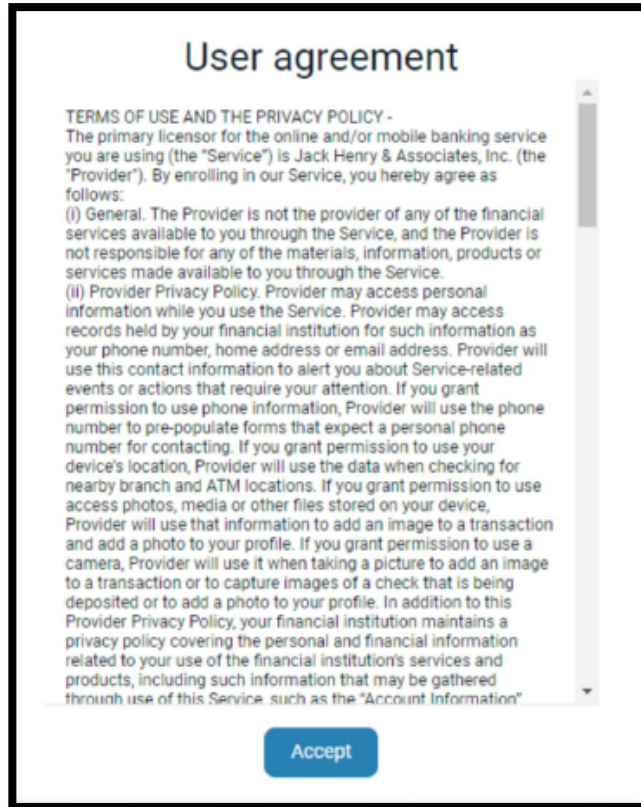 User agreement
TERMS OF USE AND THE PRIVACY POLICY -
The primary licensor for the online and/or mobile banking service
you are using (the "Service") is Jack Henry & Associates, Inc. (the
"Provider"). By enrolling in our Service, you hereby agree as
follows:
(i) General. The Provider is not the provider of any of the financial
services available to you through the Service, and the Provider is
not responsible for any of the materials, information, products or
services made available to you through the Service.
(ii) Provider Privacy Policy. Provider may access personal
information while you use the Service. Provider may access
records held by your financial institution for such information as
your phone number, home address or email address. Provider will
use this contact information to alert you about Service-related
events or actions that require your attention. If you grant
permission to use phone information, Provider will use the phone
number to pre-populate forms that expect a personal phone
number for contacting. If you grant permission to use your
device's location, Provider will use the data when checking for
nearby branch and ATM locations. If you grant permission to use
access photos, media or other files stored on your device,
Provider will use that information to add an image to a transaction
and add a photo to your profile. If you grant permission to use a
camera, Provider will use it when taking a picture to add an image
to a transaction or to capture images of a check that is being
deposited or to add a photo to your profile. In addition to this
Provider Privacy Policy, your financial institution maintains a
privacy policy covering the personal and financial information
related to your use of the financial institution's services and
products, including such information that may be gathered
through use of this Service, such as the "Account Information"
Accept